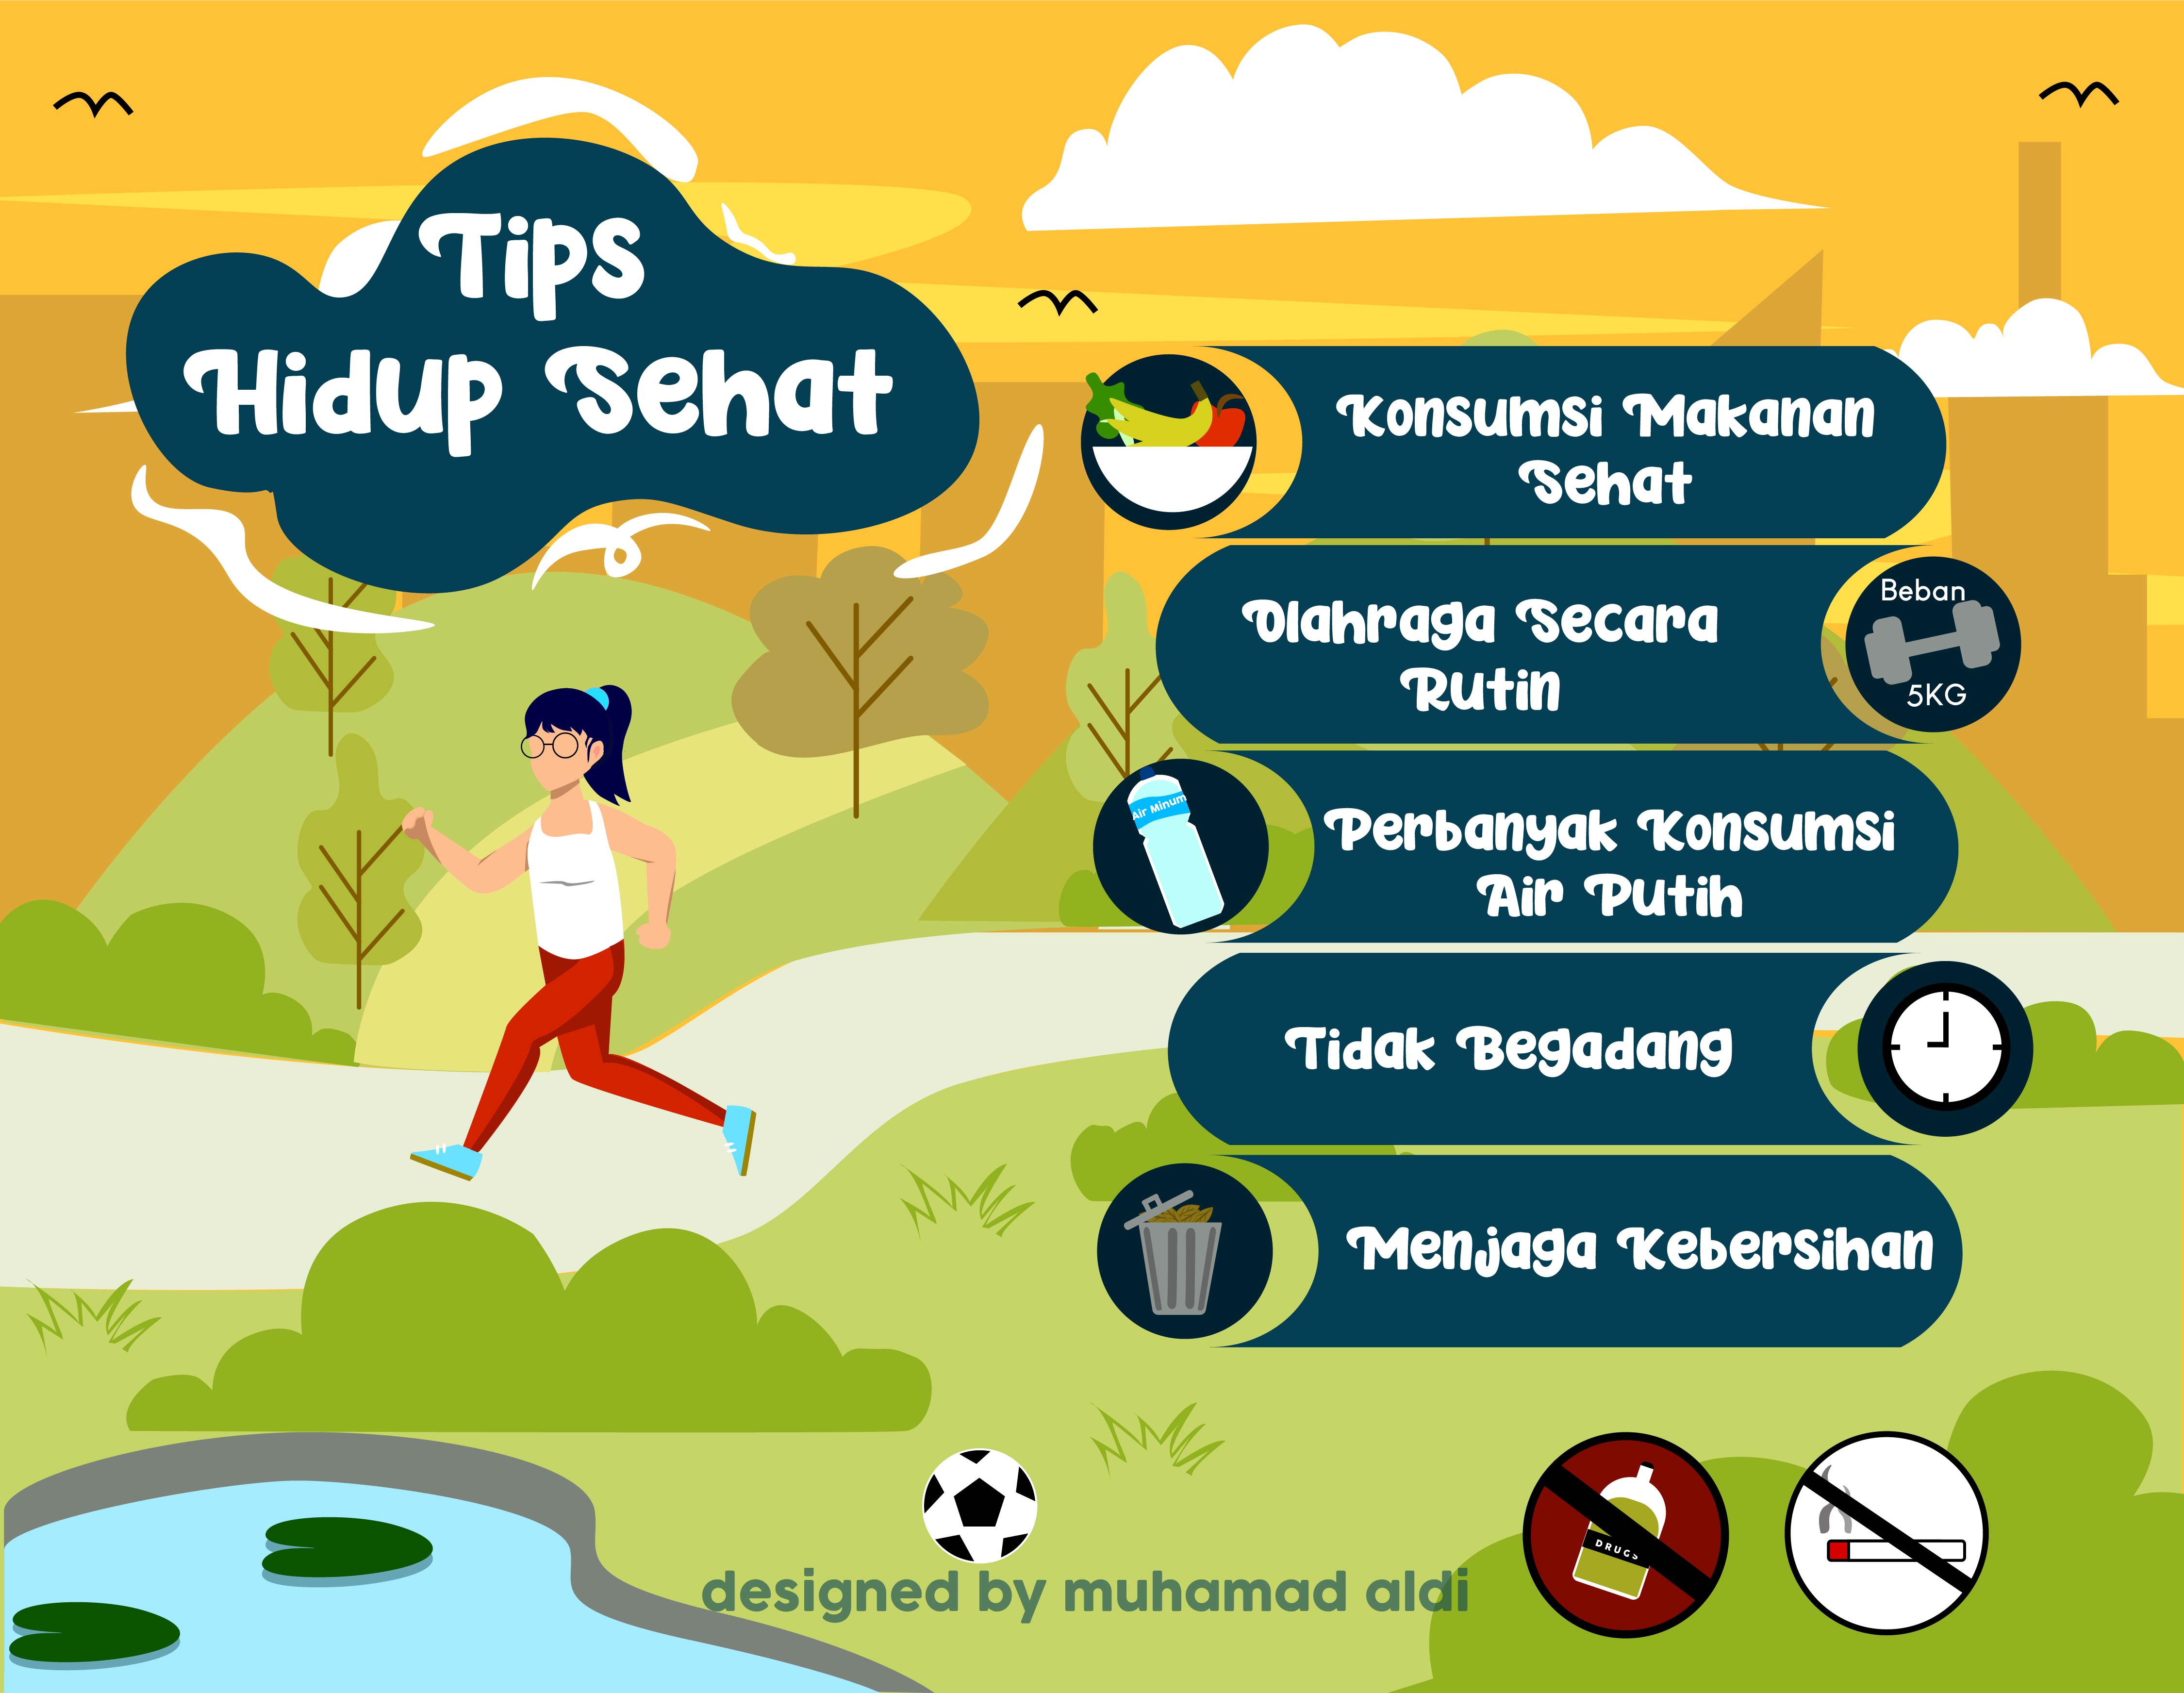 Tips
Hidup Sehat
Konsumsi Makanan
Sehat
Olahraga Secara
Rutin
Beban
5KG
Air Minum
Perbanyak Konsumsi
Air Putih
Tidak Begadang
Menjaga Kebersihan
DRUGS
designed by muhamad aldi